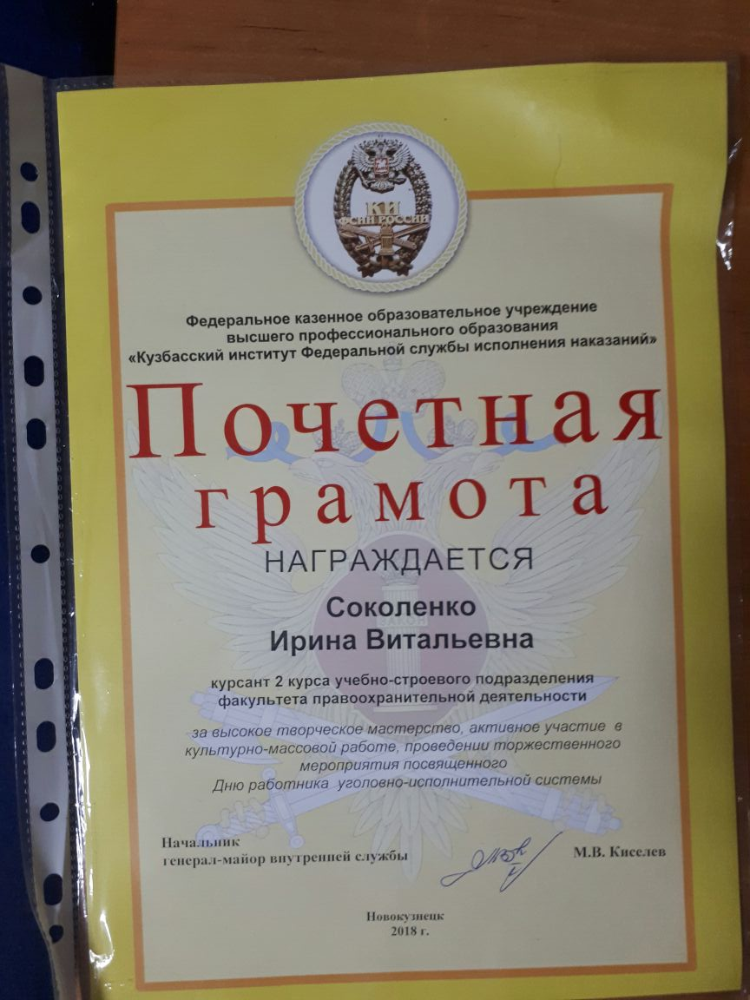 КИ
ФСИН РОССИИ
Федеральное казенное образовательное учреждение
высшего профессионального образования
«Кузбасский институт Федеральной службы исполнения наказаний»
Почетная
грамота
НАГРАЖДАЕТСЯ
Соколенко
Ирина Витальевна
ЗАКОН
курсант 2 курса учебно-строевого подразделения
факультета правоохранительной деятельности
за высокое творческое мастерство, активное участие в
культурно-массовой работе, проведении торжественного
мероприятия посвященного
Дню работника уголовно-исполнительной системы
Начальник
генерал-майор внутренней службы
М.В. Киселев
Новокузнецк
2018 г.